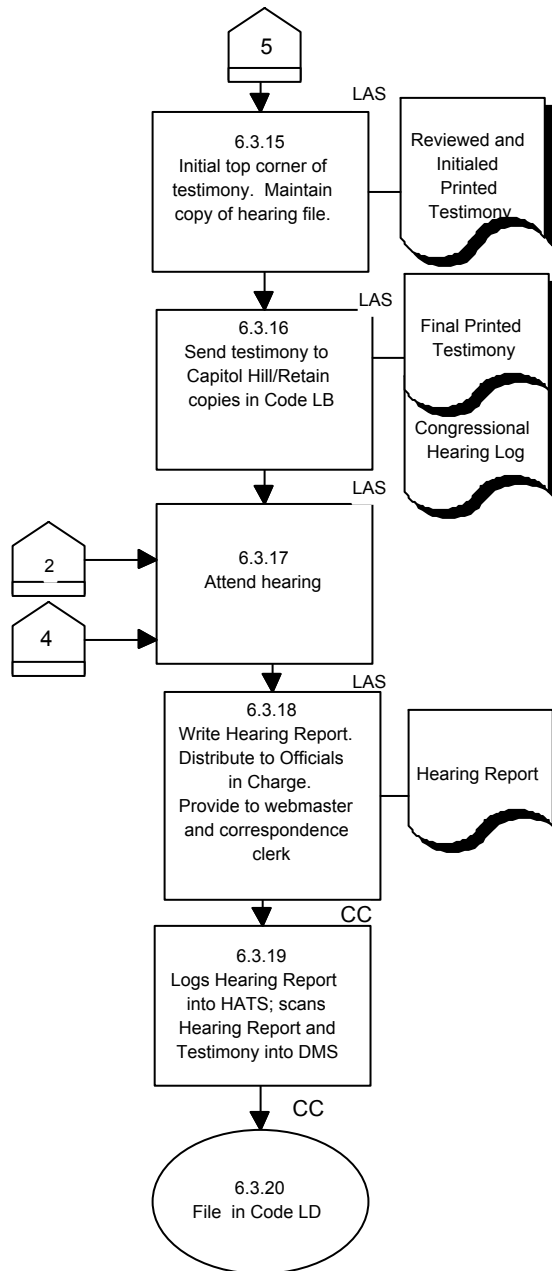 5
LAS
6.3.15
Initial top corner of
testimony. Maintain
copy of hearing file.
Reviewed and
Initialed
Printed
Testimony
LAS
6.3.16
Send testimony to
Capitol Hill/Retain
copies in Code LB
Final Printed
Testimony
Congressional
Hearing Log
LAS
6.3.17
Attend hearing
2
4
LAS
6.3.18
Write Hearing Report.
Distribute to Officials
in Charge.
Provide to webmaster
and correspondence
clerk
Hearing Report
CC
6.3.19
Logs Hearing Report
into HATS; scans
Hearing Report and
Testimony into DMS
CC
6.3.20
File in Code LD